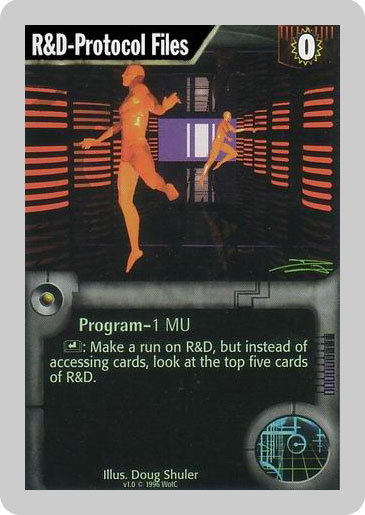 R&D-Protocol Files
0
Program-1 MU
: Make a run on R&D, but instead of
accessing cards, look at the top five cards
of R&D.
Illus. Doug Shuler
v1.0 © 1996 WotC